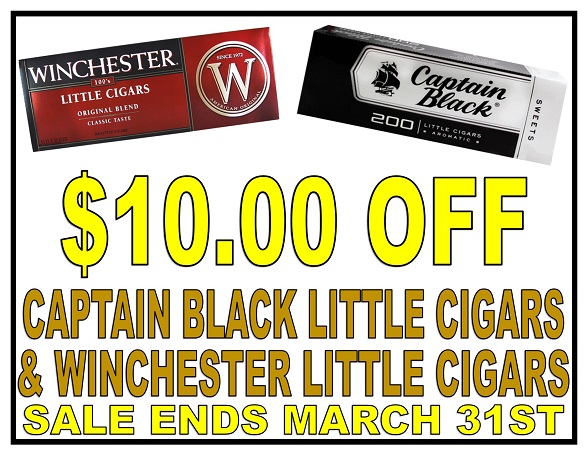 WINCHESTER
100's
LITTLE CIGARS
ORIGINAL BLEND
CLASSIC TASTE
SINCE 1972
W
AMERICAN ORIGINAL
Captain
Black®
200 LITTLE CIGARS
AROMATIC
SWEETS
$10.00 OFF
CAPTAIN BLACK LITTLE CIGARS
& WINCHESTER LITTLE CIGARS
SALE ENDS MARCH 31ST